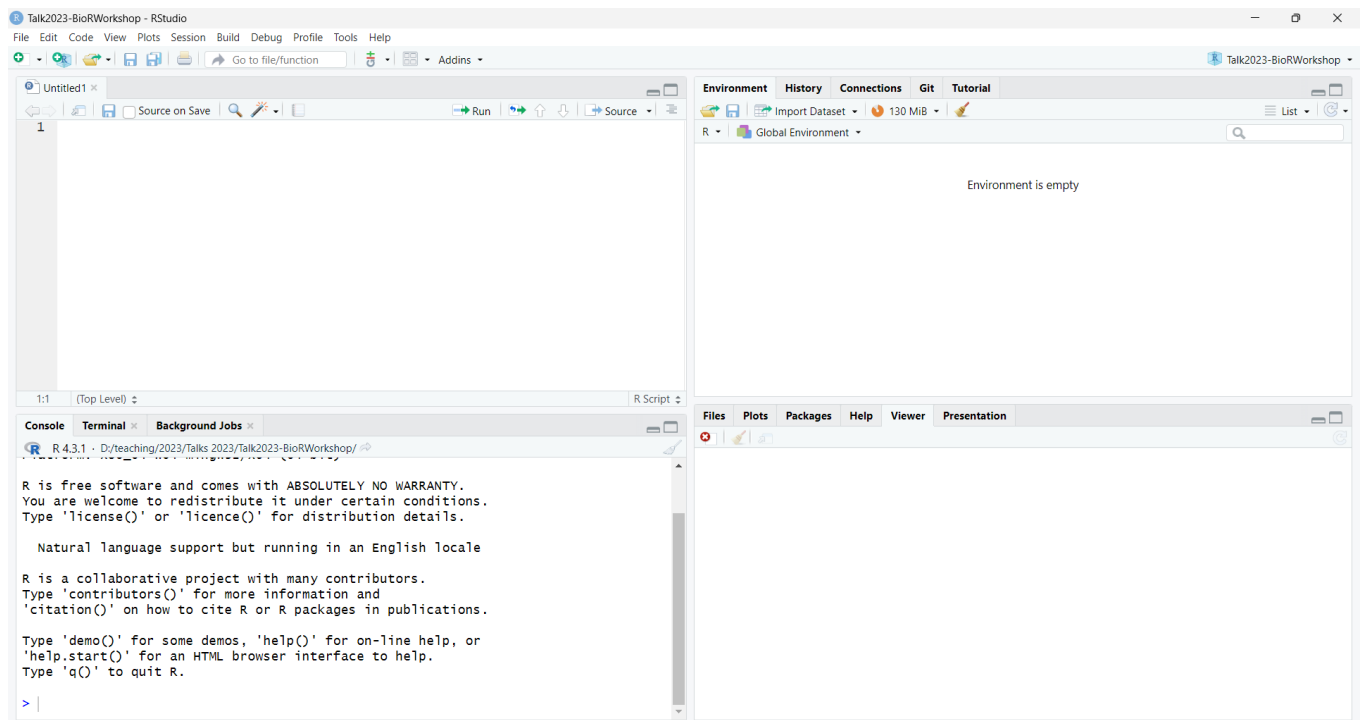 Talk2023-BioRWorkshop - RStudio
File Edit Code View Plots Session Build Debug Profile Tools Help
Go to file/function Addins Talk2023-BioRWorkshop
Untitled1
Source on Save Run Source
1
1:1 (Top Level) R Script
Console Terminal Background Jobs
R 4.3.1 · D:/teaching/2023/Talks 2023/Talk2023-BioRWorkshop/
R is free software and comes with ABSOLUTELY NO WARRANTY.
You are welcome to redistribute it under certain conditions.
Type 'license()' or 'licence()' for distribution details.
Natural language support but running in an English locale
R is a collaborative project with many contributors.
Type 'contributors()' for more information and
'citation()' on how to cite R or R packages in publications.
Type 'demo()' for some demos, 'help()' for on-line help, or
'help.start()' for an HTML browser interface to help.
Type 'q()' to quit R.
>
Environment History Connections Git Tutorial
Import Dataset 130 MiB List
R Global Environment
Environment is empty
Files Plots Packages Help Viewer Presentation